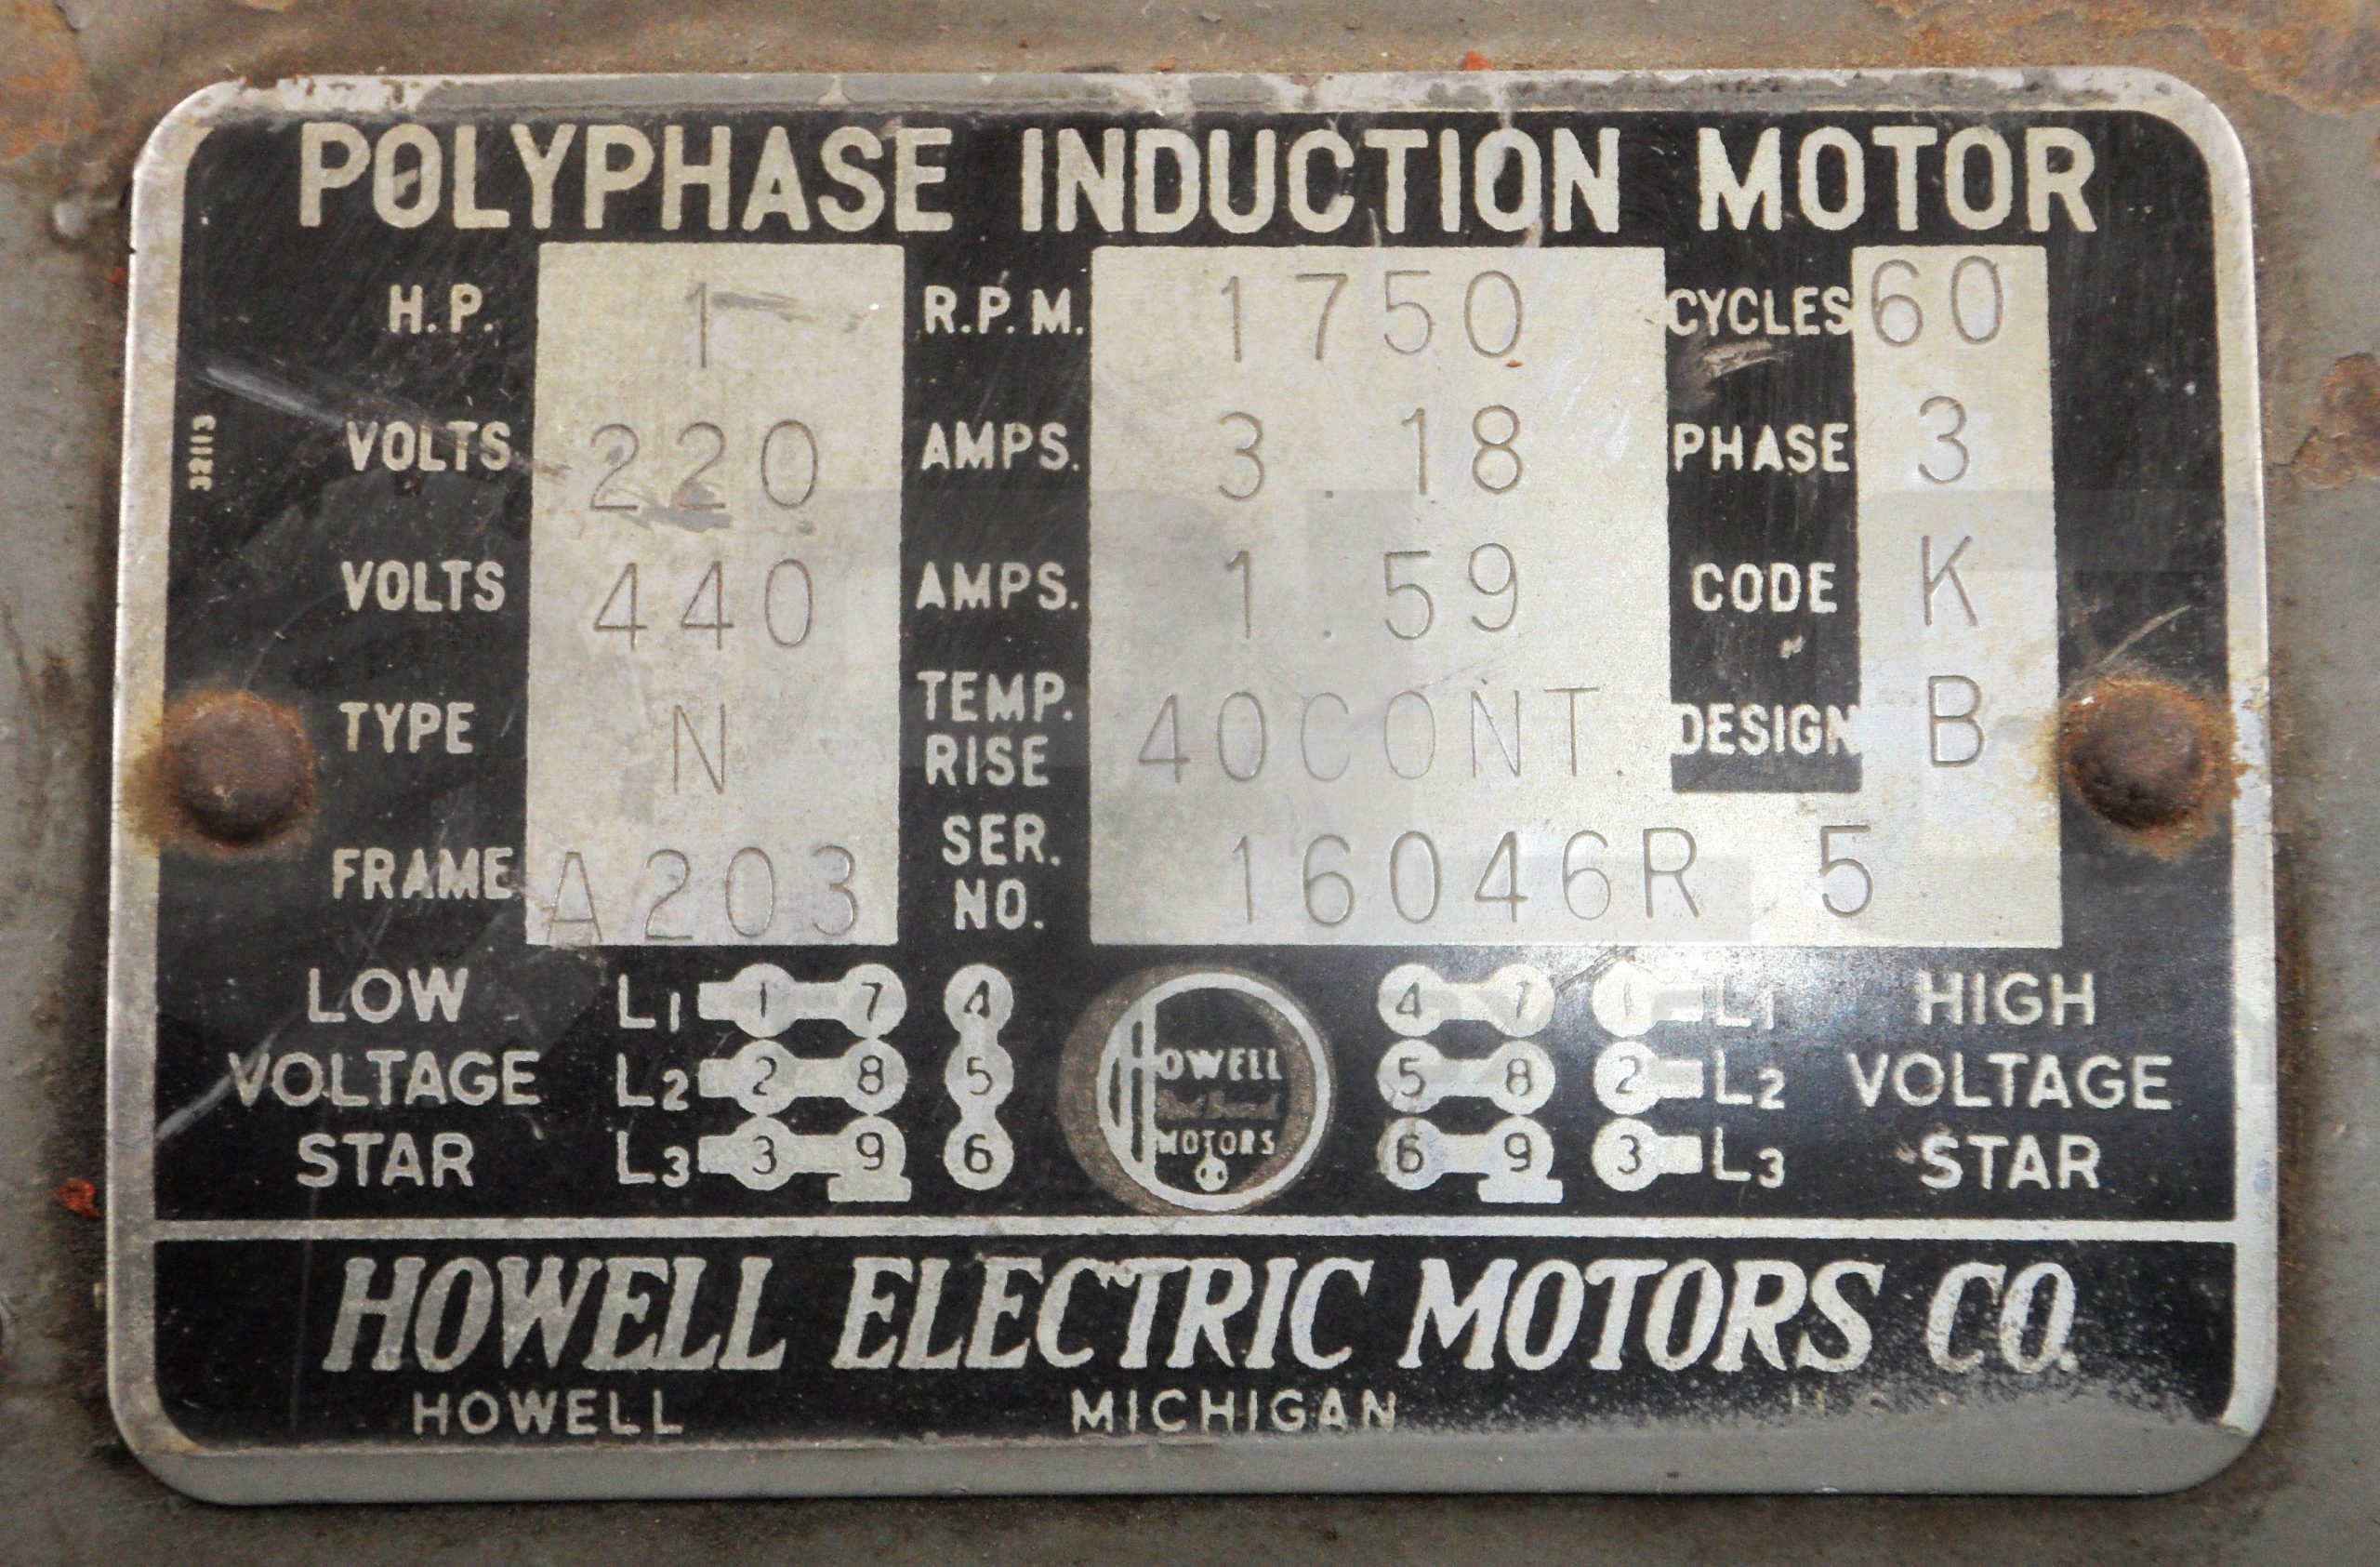 POLYPHASE INDUCTION MOTOR
H.P. 1 R.P.M. 1750 CYCLES 60
VOLTS 220 AMPS. 3.18 PHASE 3
32113
VOLTS 440 AMPS. 1.59 CODE K
TYPE N TEMP. RISE 40CONT. DESIGN B
FRAME A203 SER. NO. 16046R 5
LOW L1 1 7 4 4 7 1 L1 HIGH
VOLTAGE L2 2 8 5 5 8 2 L2 VOLTAGE
STAR L3 3 9 6 6 9 3 L3 STAR
HOWELL
MOTORS
HOWELL ELECTRIC MOTORS CO.
HOWELL MICHIGAN